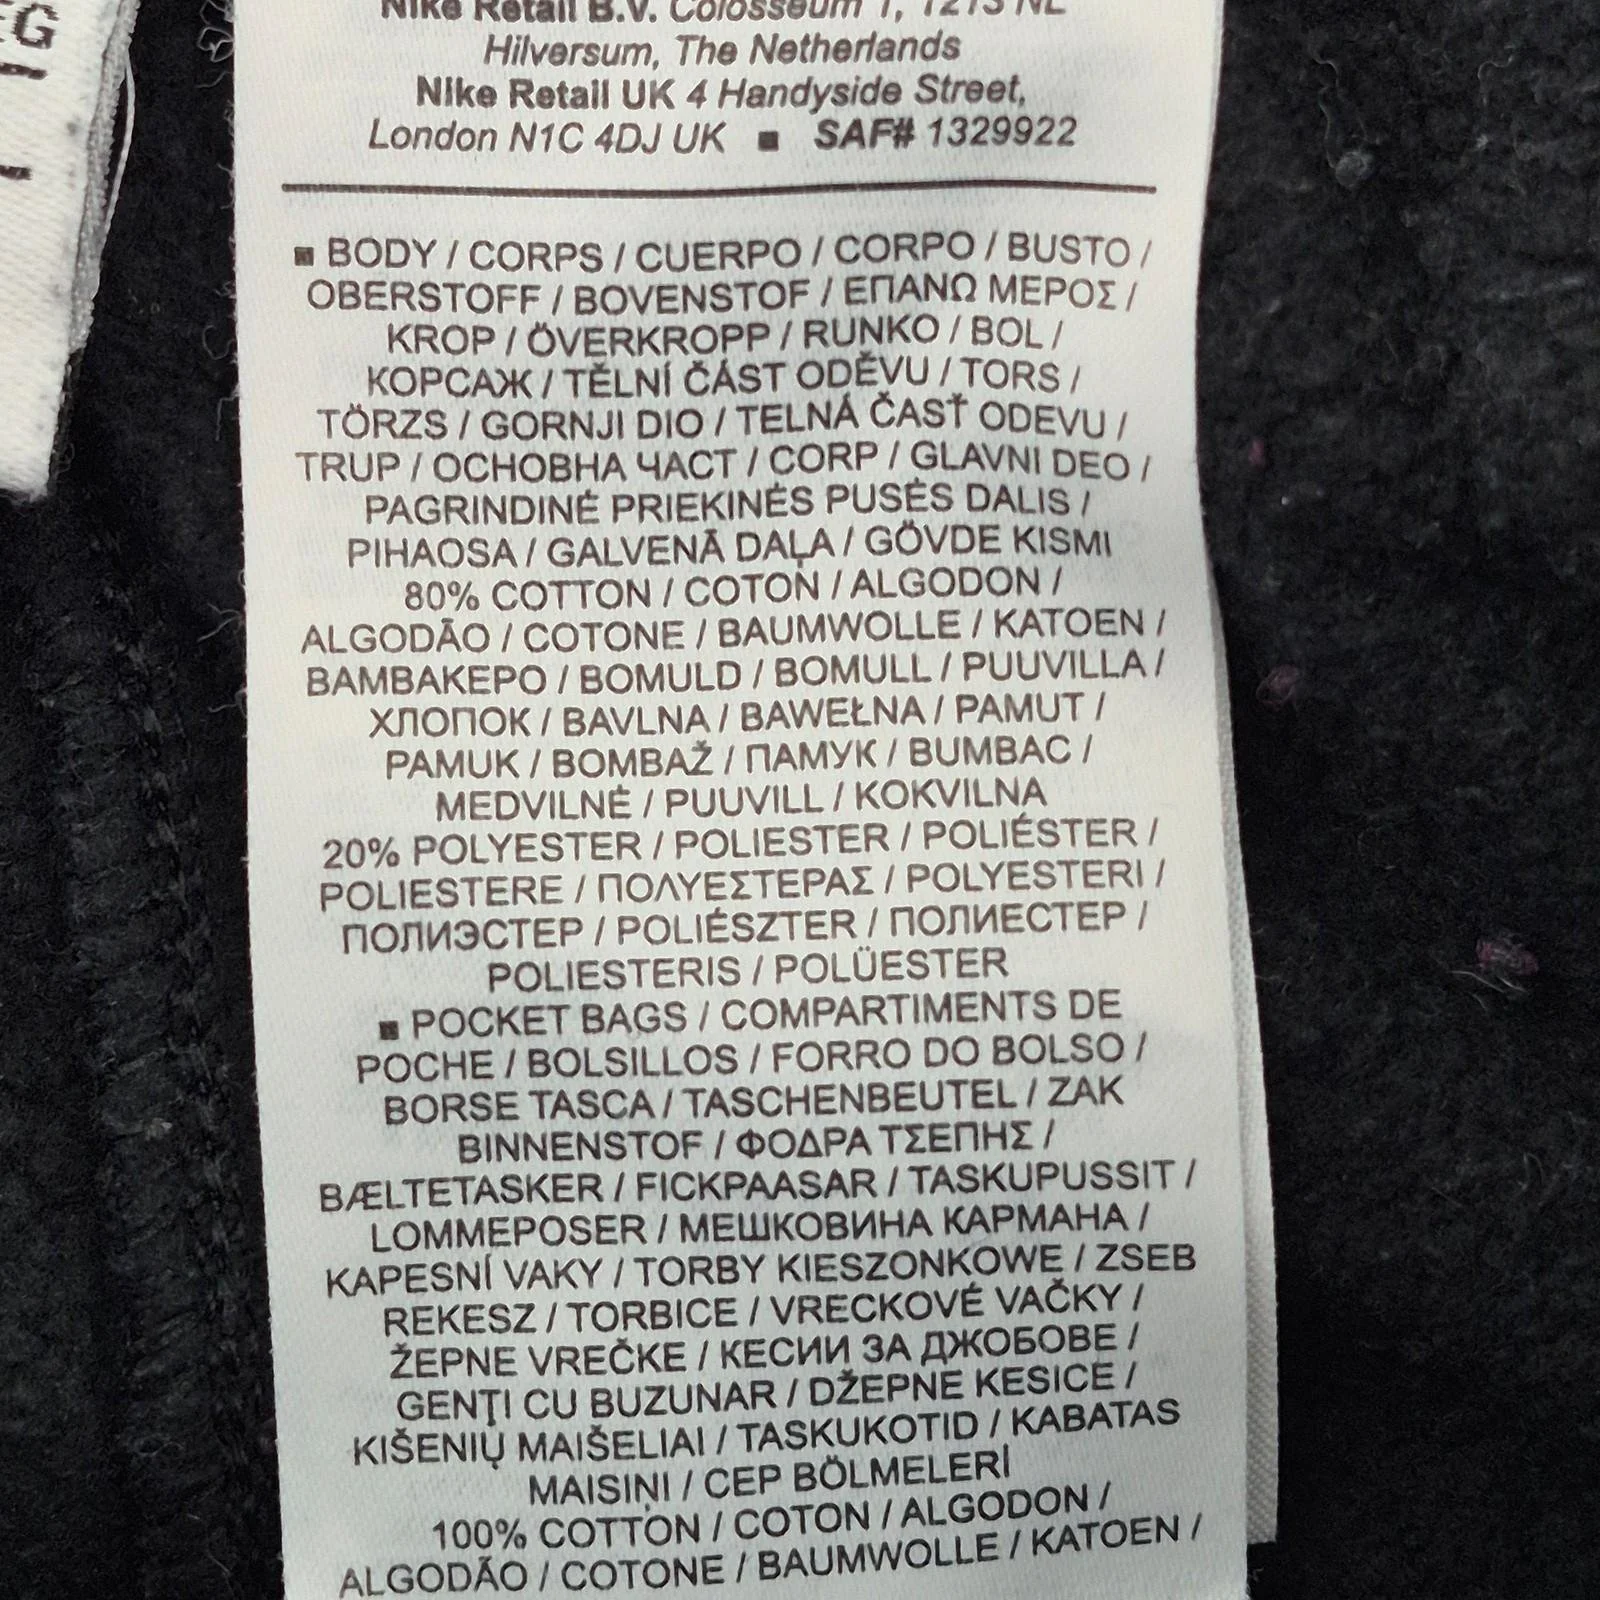 Nike Retail B.V. Colosseum 1, 1213 NL
Hilversum, The Netherlands
Nike Retail UK 4 Handyside Street,
London N1C 4DJ UK ■ SAF# 1329922
■ BODY / CORPS / CUERPO / CORPO / BUSTO /
OBERSTOFF / BOVENSTOF / ΕΠΑΝΩ ΜΕΡΟΣ /
KROP / ÖVERKROPP / RUNKO / BOL /
КОРСАЖ / TĚLNÍ ČÁST ODĚVU / TORS /
TÖRZS / GORNJI DIO / TELNÁ ČASŤ ODEVU /
TRUP / ОСНОВНА ЧАСТ / CORP / GLAVNI DEO /
PAGRINDINĖ PRIEKINĖS PUSĖS DALIS /
PIHAOSA / GALVENĀ DAĻA / GÖVDE KISMI
80% COTTON / COTON / ALGODON /
ALGODÃO / COTONE / BAUMWOLLE / KATOEN /
ΒΑΜΒΑΚΕΡΟ / BOMULD / BOMULL / PUUVILLA /
ХЛОПОК / BAVLNA / BAWEŁNA / PAMUT /
PAMUK / BOMBAŽ / ПАМУК / BUMBAC /
MEDVILNĖ / PUUVILL / KOKVILNA
20% POLYESTER / POLIESTER / POLIÉSTER /
POLIESTERE / ΠΟΛΥΕΣΤΕΡΑΣ / POLYESTERI /
ПОЛИЭСТЕР / POLIÉSZTER / ПОЛИЕСТЕР /
POLIESTERIS / POLÜESTER
■ POCKET BAGS / COMPARTIMENTS DE
POCHE / BOLSILLOS / FORRO DO BOLSO /
BORSE TASCA / TASCHENBEUTEL / ZAK
BINNENSTOF / ΦΟΔΡΑ ΤΣΕΠΗΣ /
BÆLTETASKER / FICKPAASAR / TASKUPUSSIT /
LOMMEPOSER / МЕШКОВИНА КАРМАНА /
KAPESNÍ VAKY / TORBY KIESZONKOWE / ZSEB
REKESZ / TORBICE / VRECKOVÉ VAČKY /
ŽEPNE VREČKE / КЕСИИ ЗА ДЖОБОВЕ /
GENŢI CU BUZUNAR / DŽEPNE KESICE /
KIŠENIŲ MAIŠELIAI / TASKUKOTID / KABATAS
MAISIŅI / CEP BÖLMELERİ
100% COTTON / COTON / ALGODON /
ALGODÃO / COTONE / BAUMWOLLE / KATOEN /